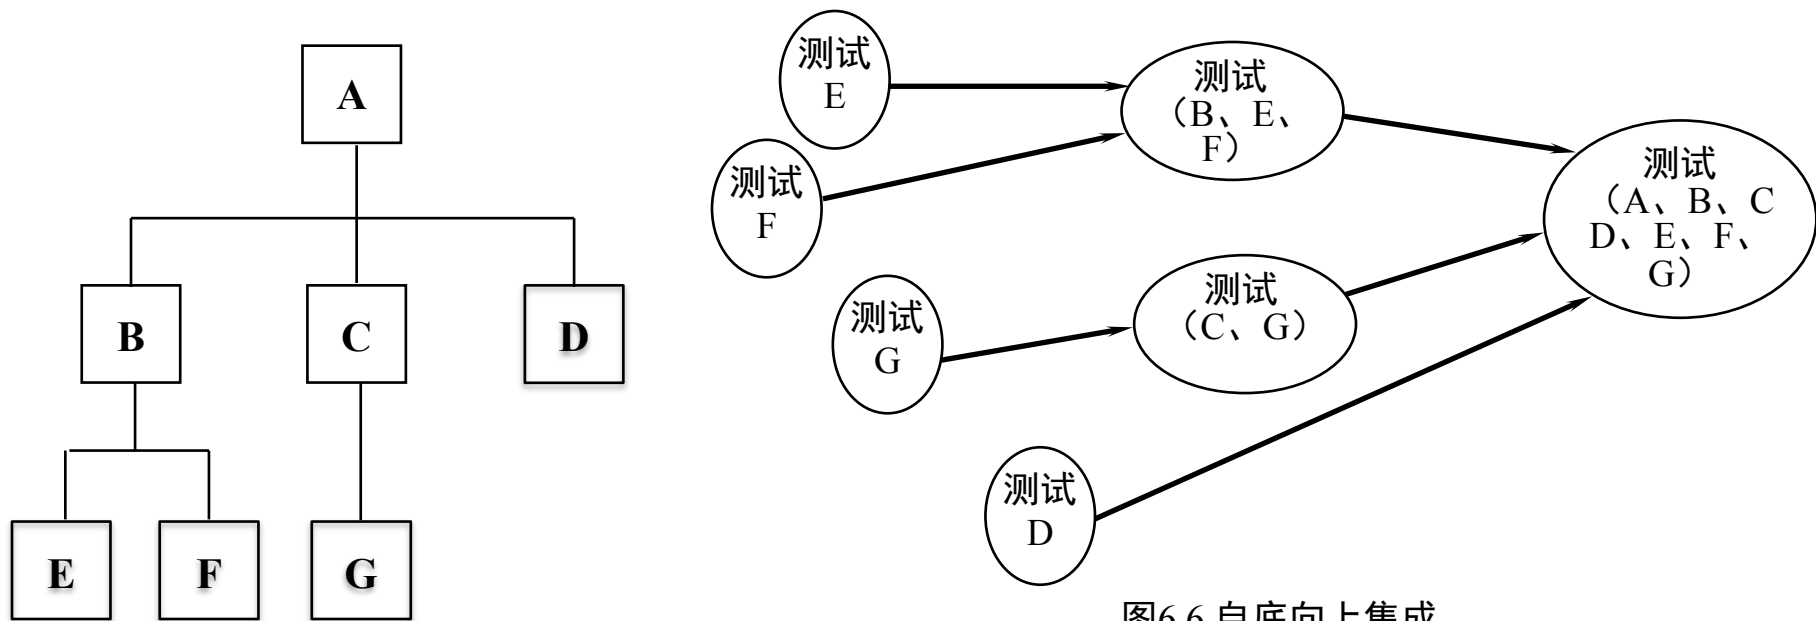 A
B
C
D
E
F
G
测试
E
测试
F
测试
G
测试
D
测试
（B、E、
F）
测试
（C、G）
测试
（A、B、C
D、E、F、
G）
图6.6 自底向上集成